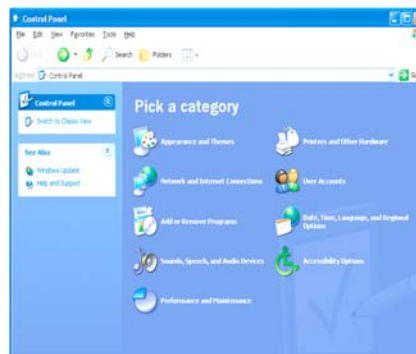 Control Panel
File Edit View Favorites Tools Help
Search Folders
Address Control Panel
Control Panel
Switch to Classic View
See Also
Windows Update
Help and Support
Pick a category
Appearance and Themes
Printers and Other Hardware
Network and Internet Connections
User Accounts
Add or Remove Programs
Date, Time, Language, and Regional
Options
Sounds, Speech, and Audio Devices
Accessibility Options
Performance and Maintenance